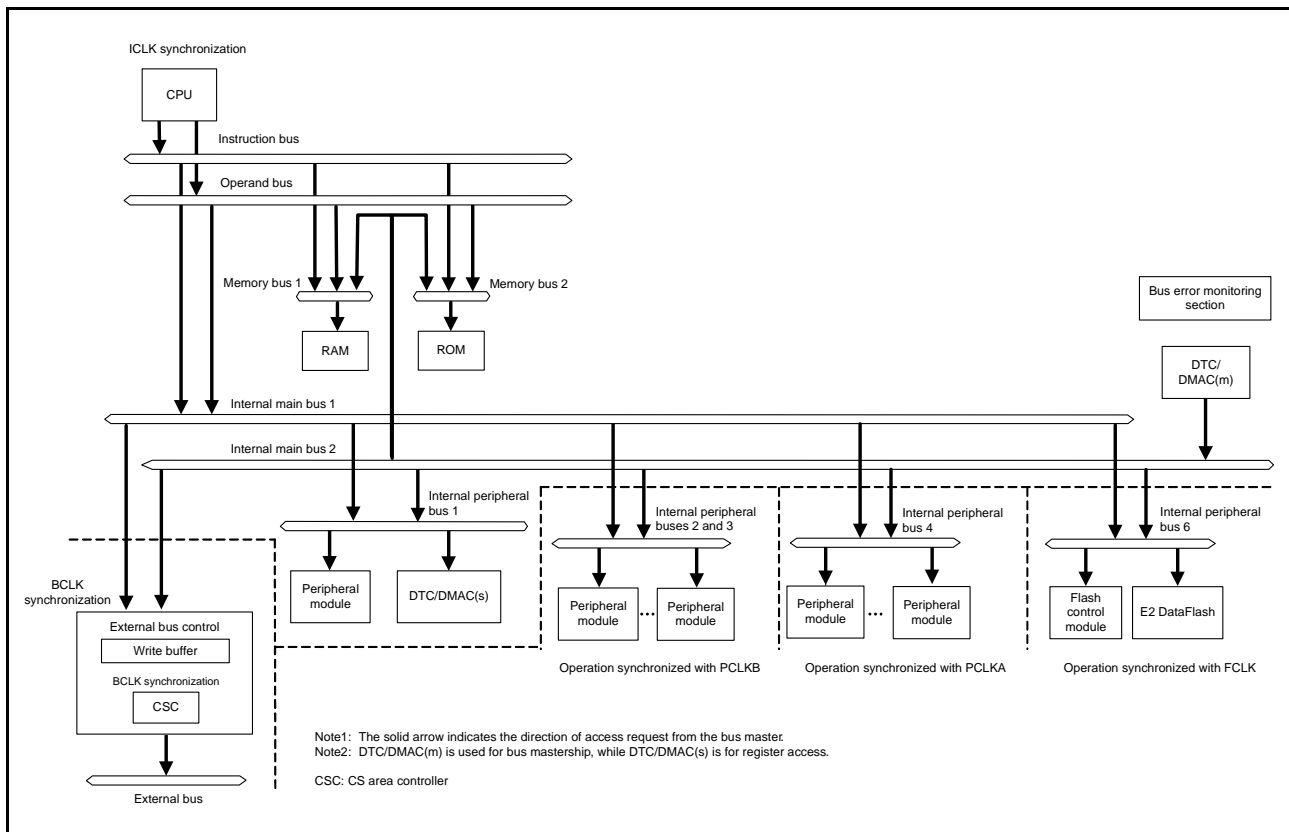 ICLK synchronization
CPU
Instruction bus
Operand bus
Memory bus 1
Memory bus 2
RAM
ROM
Bus error monitoring
section
DTC/
DMAC(m)
Internal main bus 1
Internal main bus 2
Internal peripheral
bus 1
Internal peripheral
buses 2 and 3
Internal peripheral
bus 4
Internal peripheral
bus 6
BCLK
synchronization
Peripheral
module
DTC/DMAC(s)
Peripheral
module
...
Peripheral
module
Peripheral
module
...
Peripheral
module
Flash
control
module
E2 DataFlash
External bus control
Write buffer
BCLK synchronization
CSC
Operation synchronized with PCLKB
Operation synchronized with PCLKA
Operation synchronized with FCLK
Note1: The solid arrow indicates the direction of access request from the bus master.
Note2: DTC/DMAC(m) is used for bus mastership, while DTC/DMAC(s) is for register access.
CSC: CS area controller
External bus